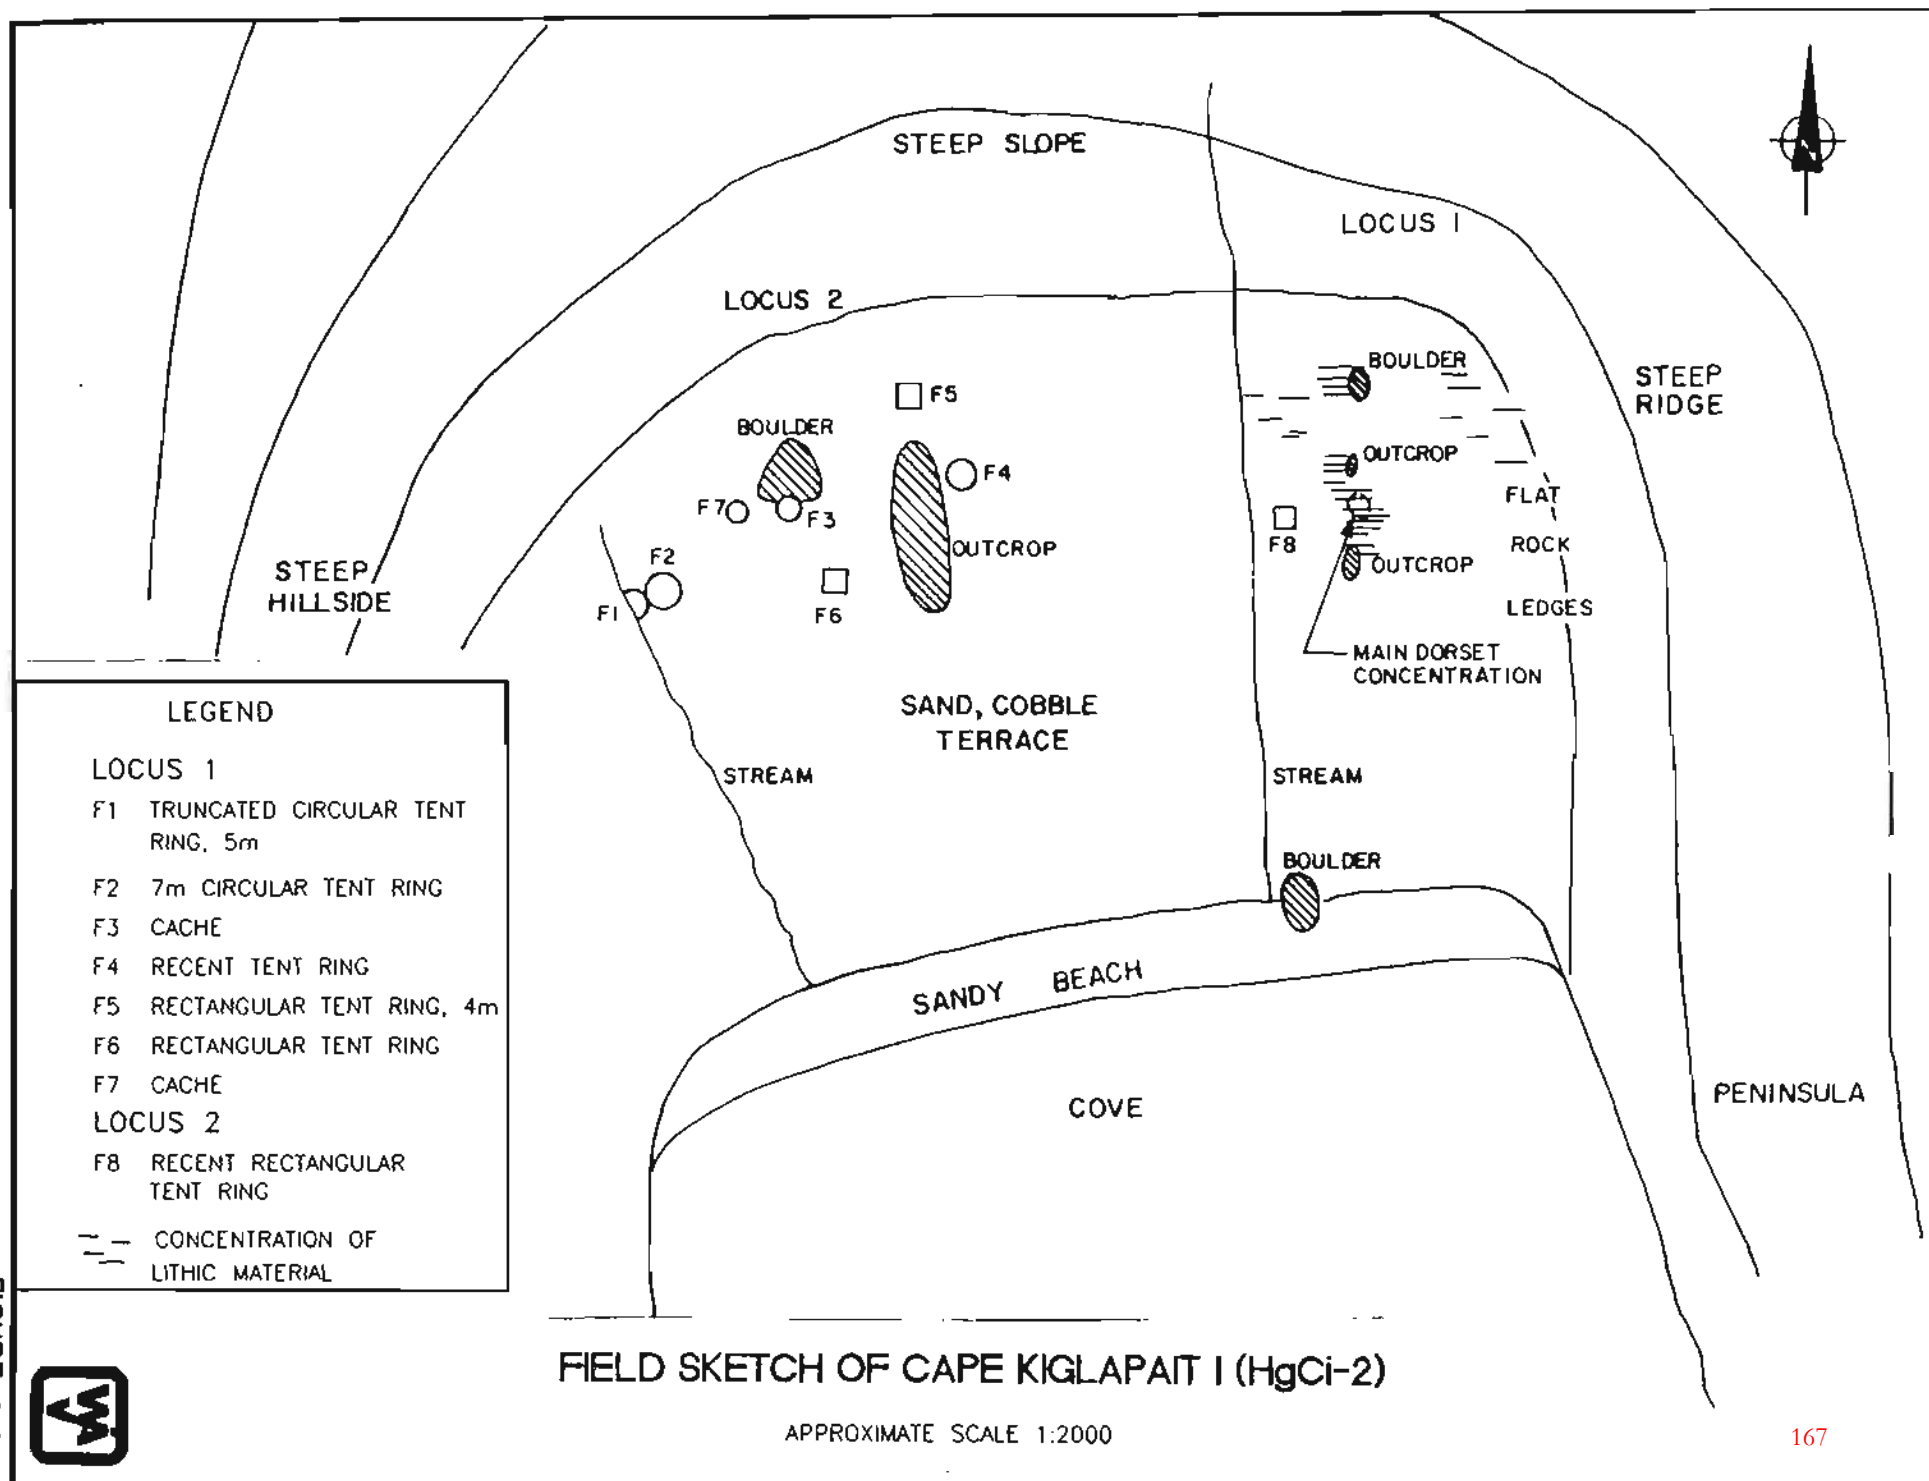 STEEP SLOPE
LOCUS 1
LOCUS 2
BOULDER
STEEP
RIDGE
F5
BOULDER
OUTCROP
F4
F7
F3
FLAT
F8
ROCK
OUTCROP
OUTCROP
F2
STEEP
HILLSIDE
F1
F6
LEDGES
MAIN DORSET
CONCENTRATION
SAND, COBBLE
TERRACE
STREAM
STREAM
BOULDER
SANDY BEACH
COVE
PENINSULA
LEGEND
LOCUS 1
F1 TRUNCATED CIRCULAR TENT
RING, 5m
F2 7m CIRCULAR TENT RING
F3 CACHE
F4 RECENT TENT RING
F5 RECTANGULAR TENT RING, 4m
F6 RECTANGULAR TENT RING
F7 CACHE
LOCUS 2
F8 RECENT RECTANGULAR
TENT RING
CONCENTRATION OF
LITHIC MATERIAL
FIELD SKETCH OF CAPE KIGLAPAIT I (HgCi-2)
APPROXIMATE SCALE 1:2000
167